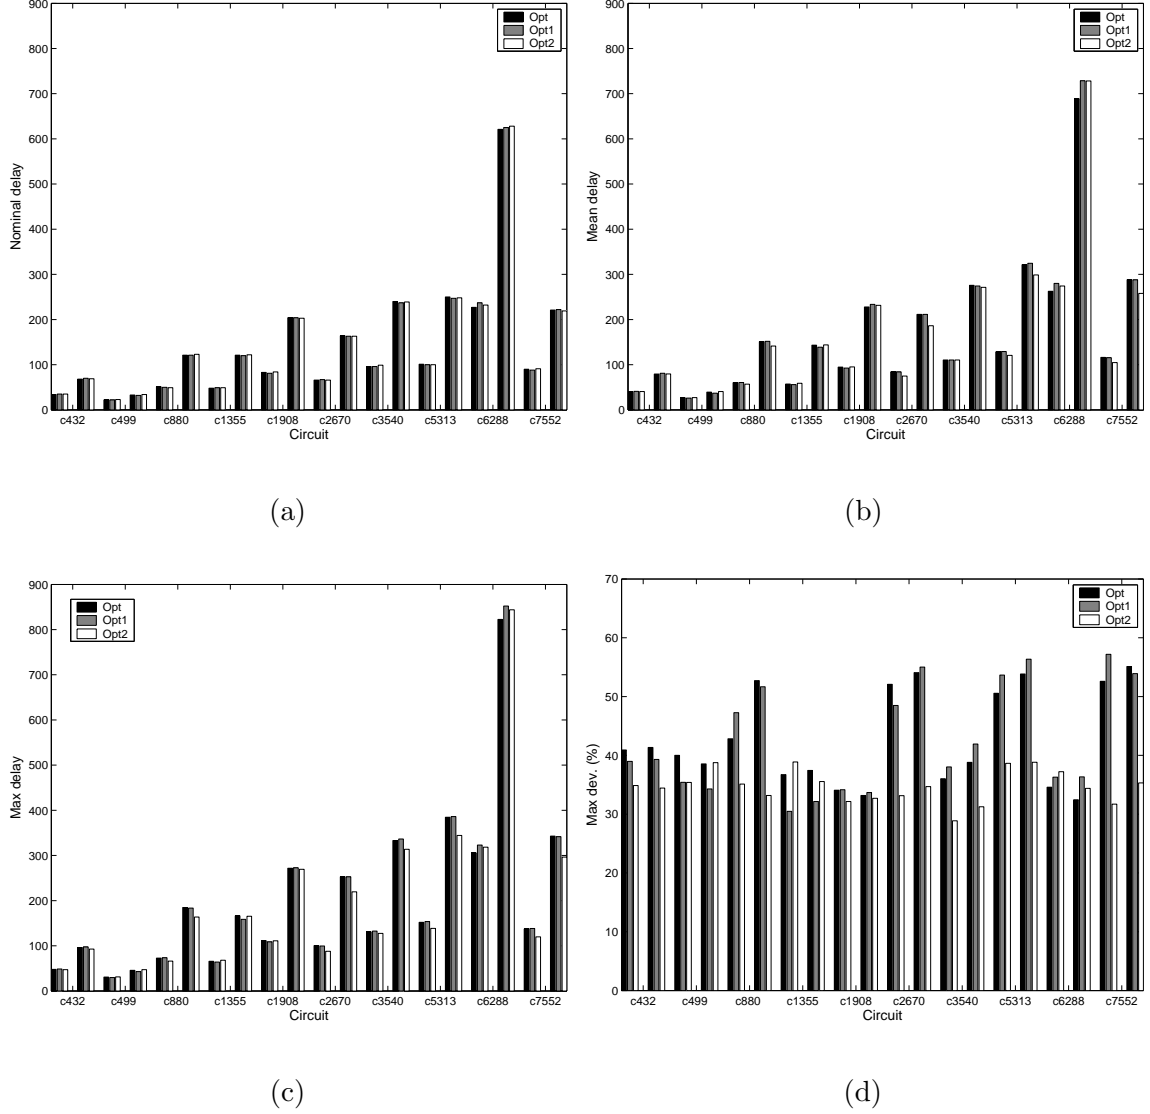 900
800
700
600
500
400
300
200
100
0
Nominal delay
Opt
Opt1
Opt2
c432 c499 c880 c1355 c1908 c2670 c3540 c5313 c6288 c7552
Circuit
(a)
900
800
700
600
500
400
300
200
100
0
Mean delay
Opt
Opt1
Opt2
c432 c499 c880 c1355 c1908 c2670 c3540 c5313 c6288 c7552
Circuit
(b)
900
800
700
600
500
400
300
200
100
0
Max delay
Opt
Opt1
Opt2
c432 c499 c880 c1355 c1908 c2670 c3540 c5313 c6288 c7552
Circuit
(c)
70
60
50
40
30
20
10
0
Max dev. (%)
Opt
Opt1
Opt2
c432 c499 c880 c1355 c1908 c2670 c3540 c5313 c6288 c7552
Circuit
(d)